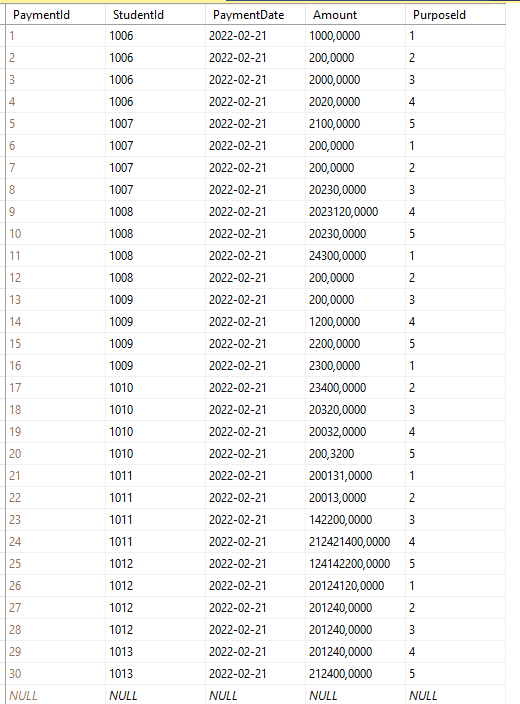 PaymentId StudentId PaymentDate Amount PurposeId
1 1006 2022-02-21 1000,0000 1
2 1006 2022-02-21 200,0000 2
3 1006 2022-02-21 2000,0000 3
4 1006 2022-02-21 2020,0000 4
5 1007 2022-02-21 2100,0000 5
6 1007 2022-02-21 200,0000 1
7 1007 2022-02-21 200,0000 2
8 1007 2022-02-21 20230,0000 3
9 1008 2022-02-21 2023120,0000 4
10 1008 2022-02-21 20230,0000 5
11 1008 2022-02-21 24300,0000 1
12 1008 2022-02-21 200,0000 2
13 1009 2022-02-21 200,0000 3
14 1009 2022-02-21 1200,0000 4
15 1009 2022-02-21 2200,0000 5
16 1009 2022-02-21 2300,0000 1
17 1010 2022-02-21 23400,0000 2
18 1010 2022-02-21 20320,0000 3
19 1010 2022-02-21 20032,0000 4
20 1010 2022-02-21 200,3200 5
21 1011 2022-02-21 200131,0000 1
22 1011 2022-02-21 20013,0000 2
23 1011 2022-02-21 142200,0000 3
24 1011 2022-02-21 212421400,0000 4
25 1012 2022-02-21 124142200,0000 5
26 1012 2022-02-21 20124120,0000 1
27 1012 2022-02-21 201240,0000 2
28 1012 2022-02-21 201240,0000 3
29 1013 2022-02-21 201240,0000 4
30 1013 2022-02-21 212400,0000 5
NULL NULL NULL NULL NULL